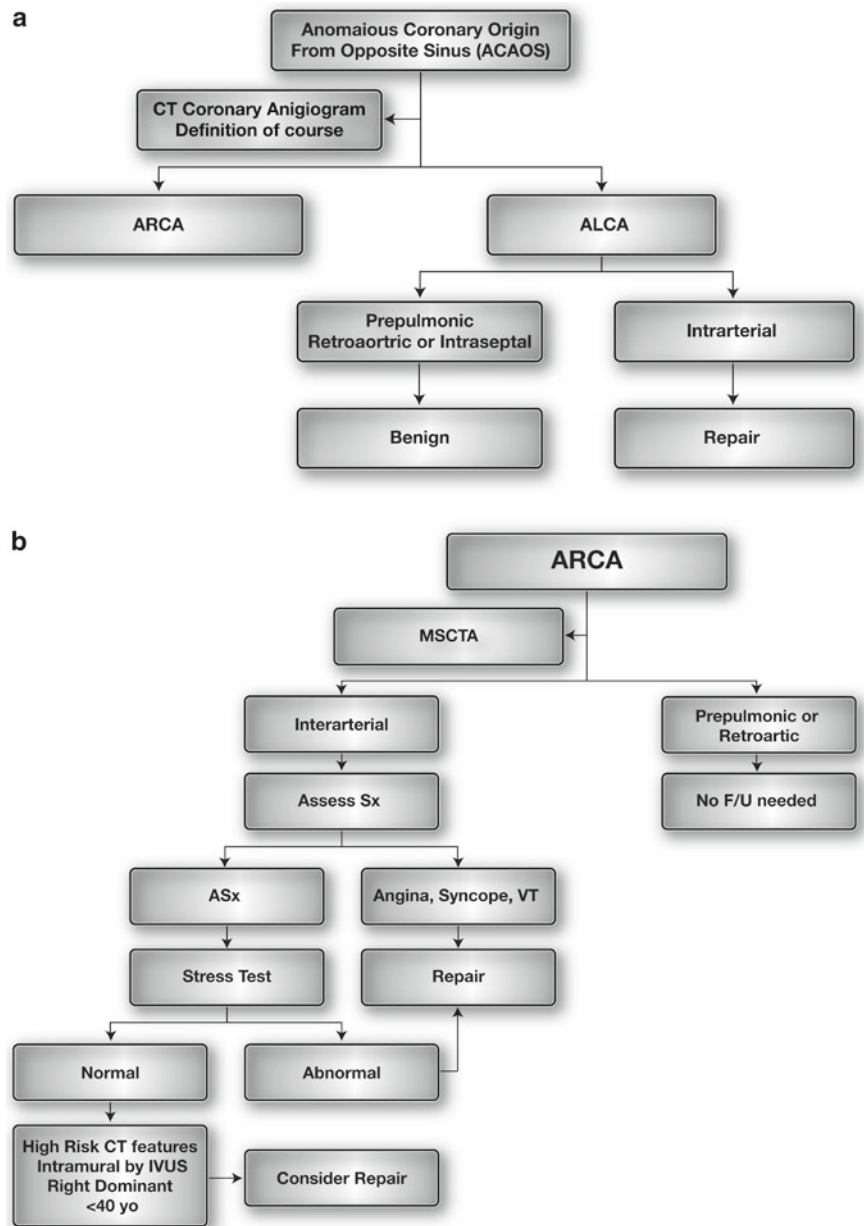 a
Anomaious Coronary Origin
From Opposite Sinus (ACAOS)
CT Coronary Anigiogram
Definition of course
ARCA
ALCA
Prepulmonic
Retroaortric or Intraseptal
Intrarterial
Benign
Repair
b
ARCA
MSCTA
Interarterial
Prepulmonic or
Retroartic
Assess Sx
No F/U needed
ASx
Angina, Syncope, VT
Stress Test
Repair
Normal
Abnormal
High Risk CT features
Intramural by IVUS
Right Dominant
<40 yo
Consider Repair